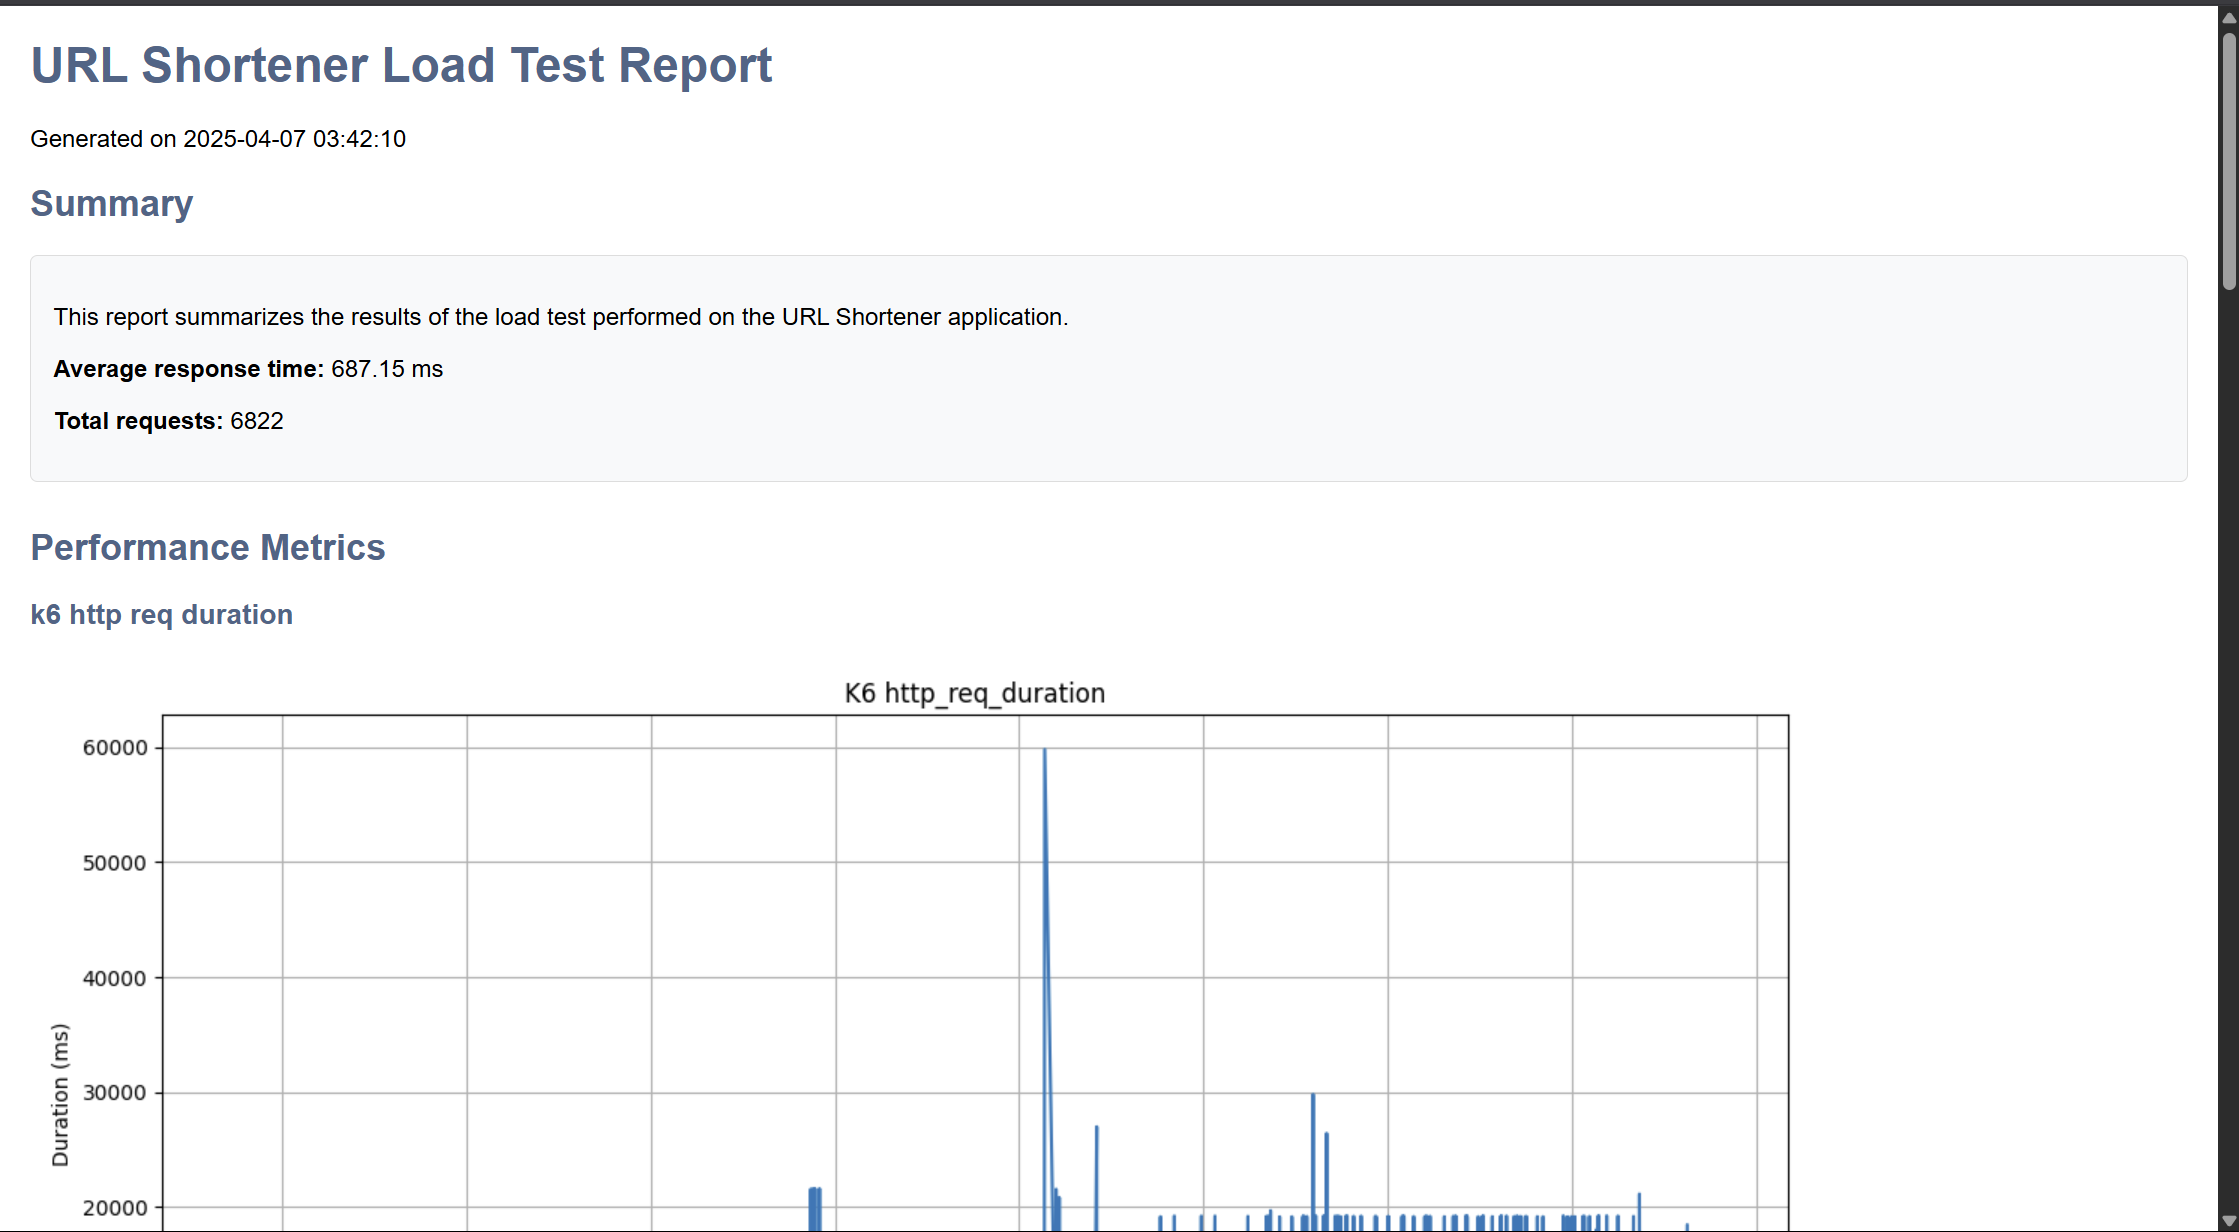 URL Shortener Load Test Report
Generated on 2025-04-07 03:42:10
Summary
This report summarizes the results of the load test performed on the URL Shortener application.
Average response time: 687.15 ms
Total requests: 6822
Performance Metrics
k6 http req duration
K6 http_req_duration
60000
50000
40000
30000
20000
Duration (ms)